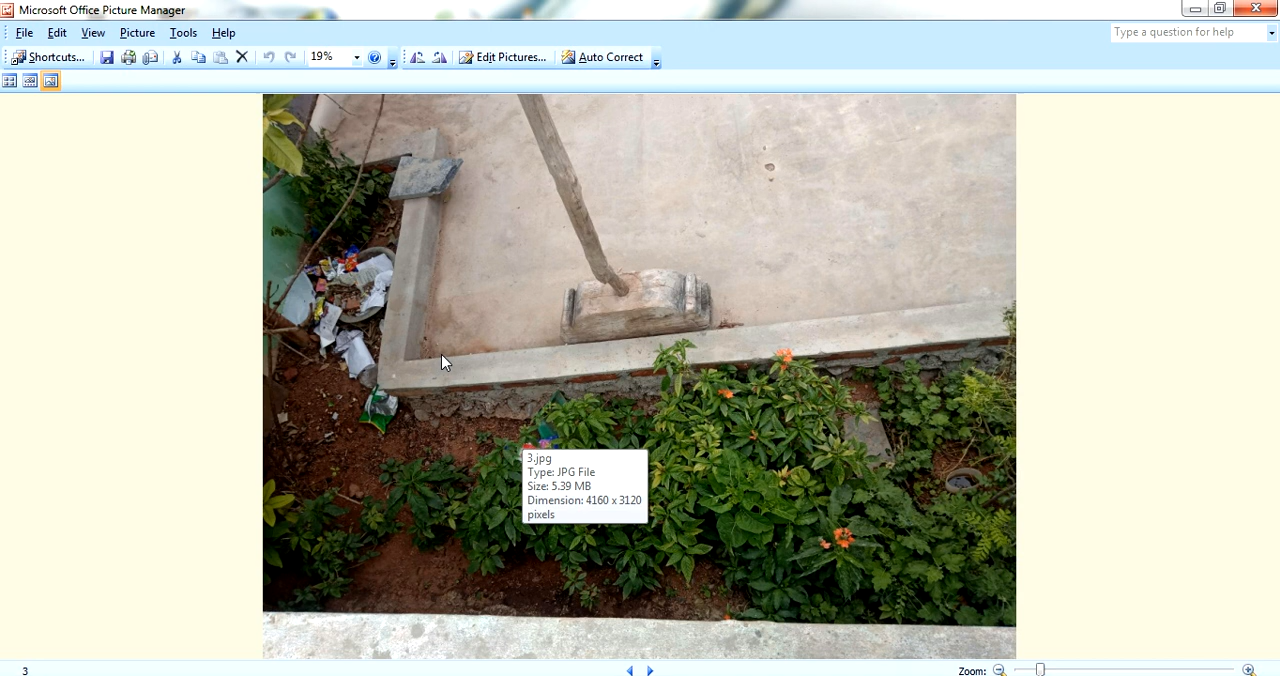 Microsoft Office Picture Manager
File Edit View Picture Tools Help
Type a question for help
Shortcuts...
19%
Edit Pictures...
Auto Correct
3.jpg
Type: JPG File
Size: 5.39 MB
Dimension: 4160 x 3120
pixels
3
Zoom: